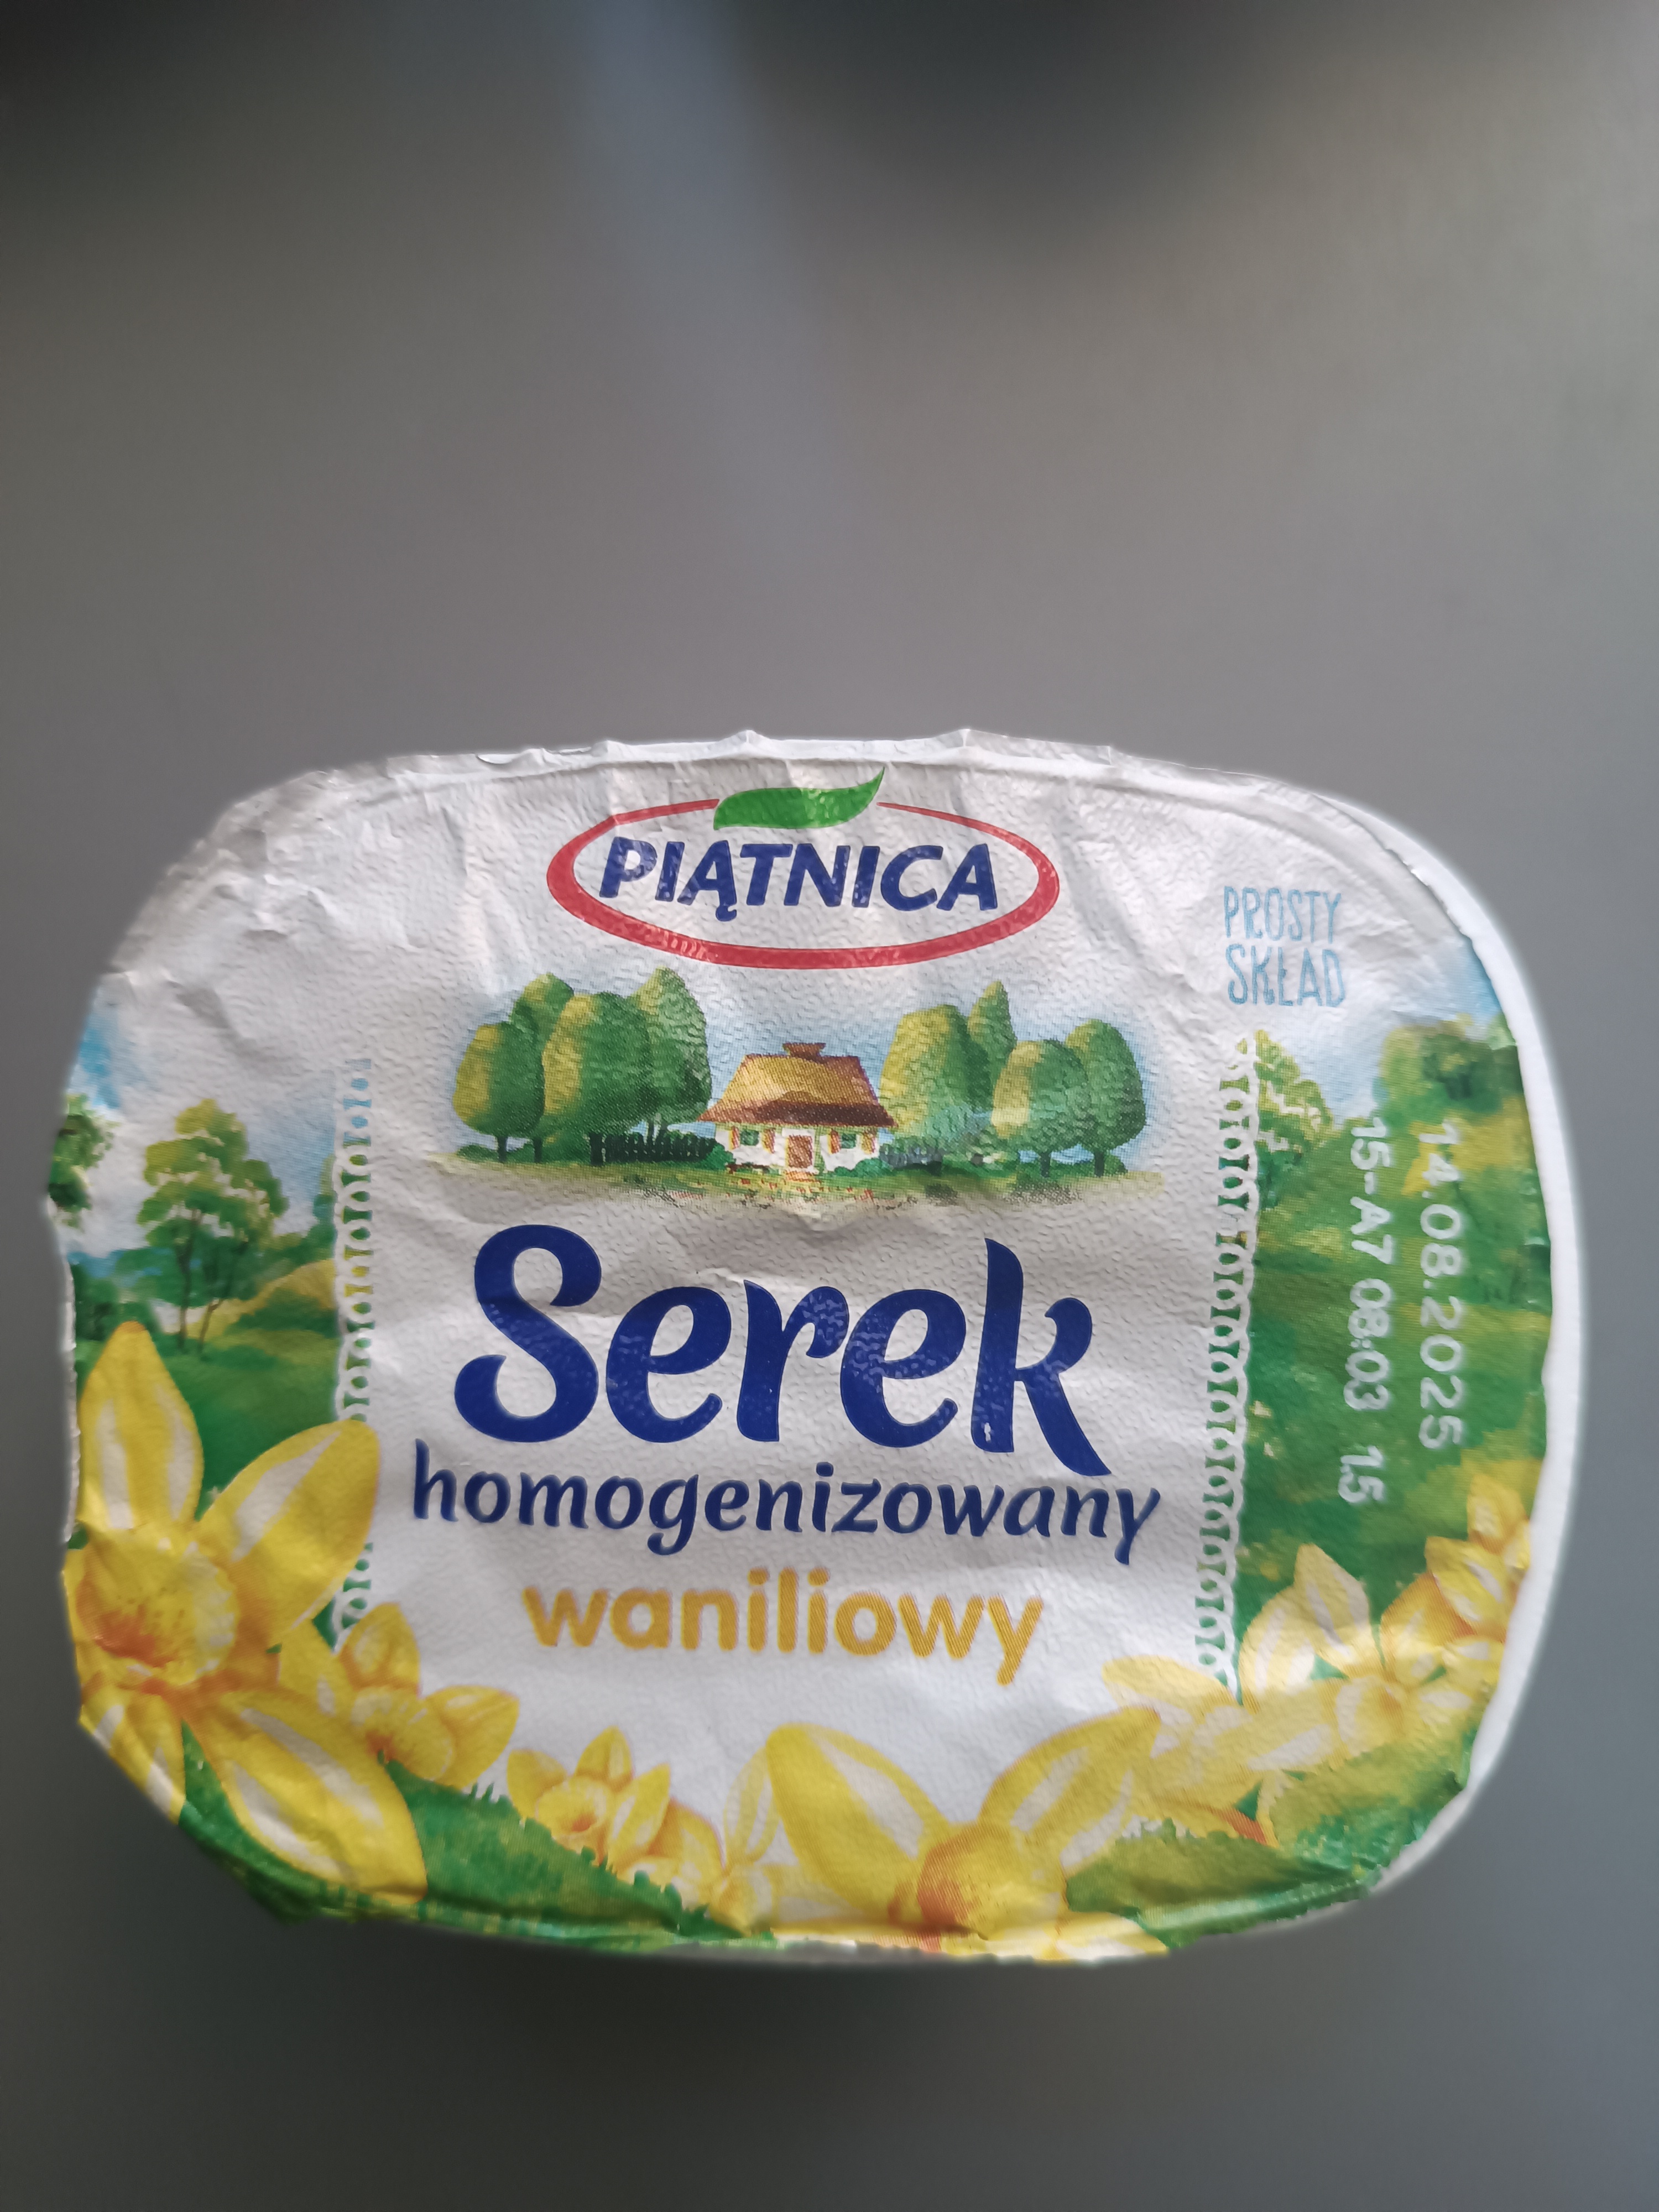 PIĄTNICA
PROSTY
SKŁAD
Serek
homogenizowany
waniliowy
14.08.2025
15-A7 08:03 15